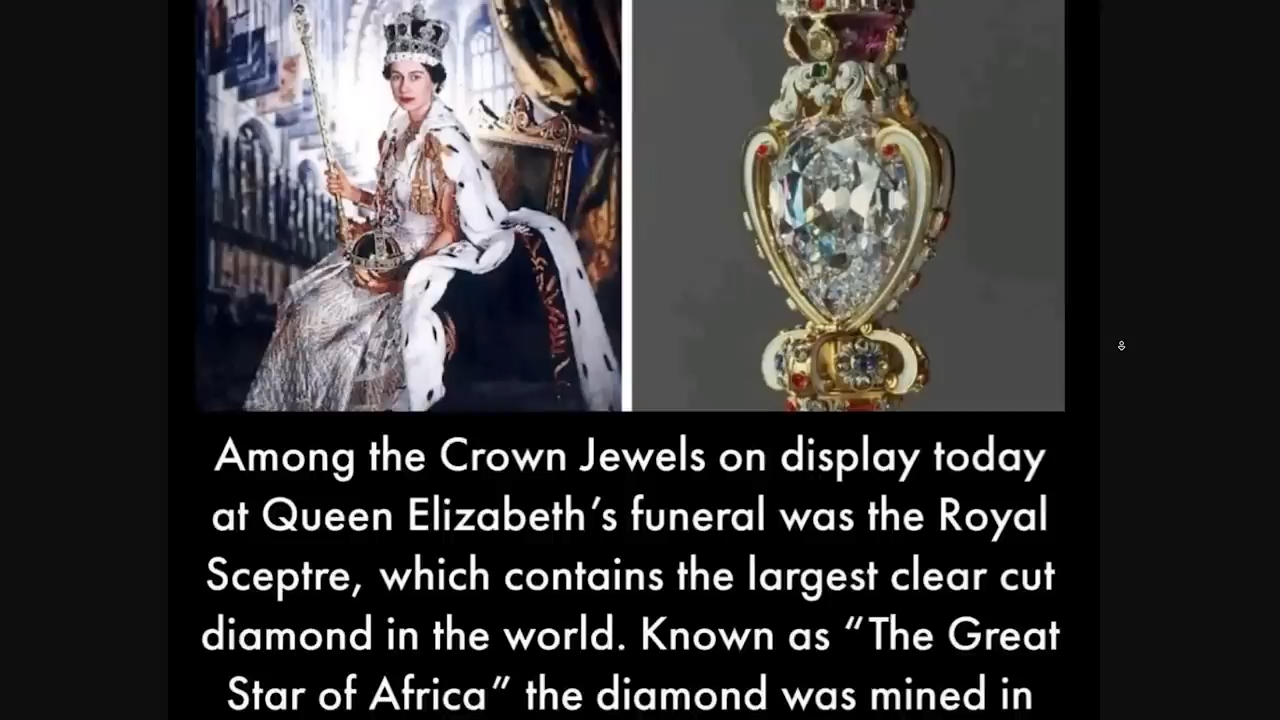 Among the Crown Jewels on display today
at Queen Elizabeth’s funeral was the Royal
Sceptre, which contains the largest clear cut
diamond in the world. Known as “The Great
Star of Africa” the diamond was mined in